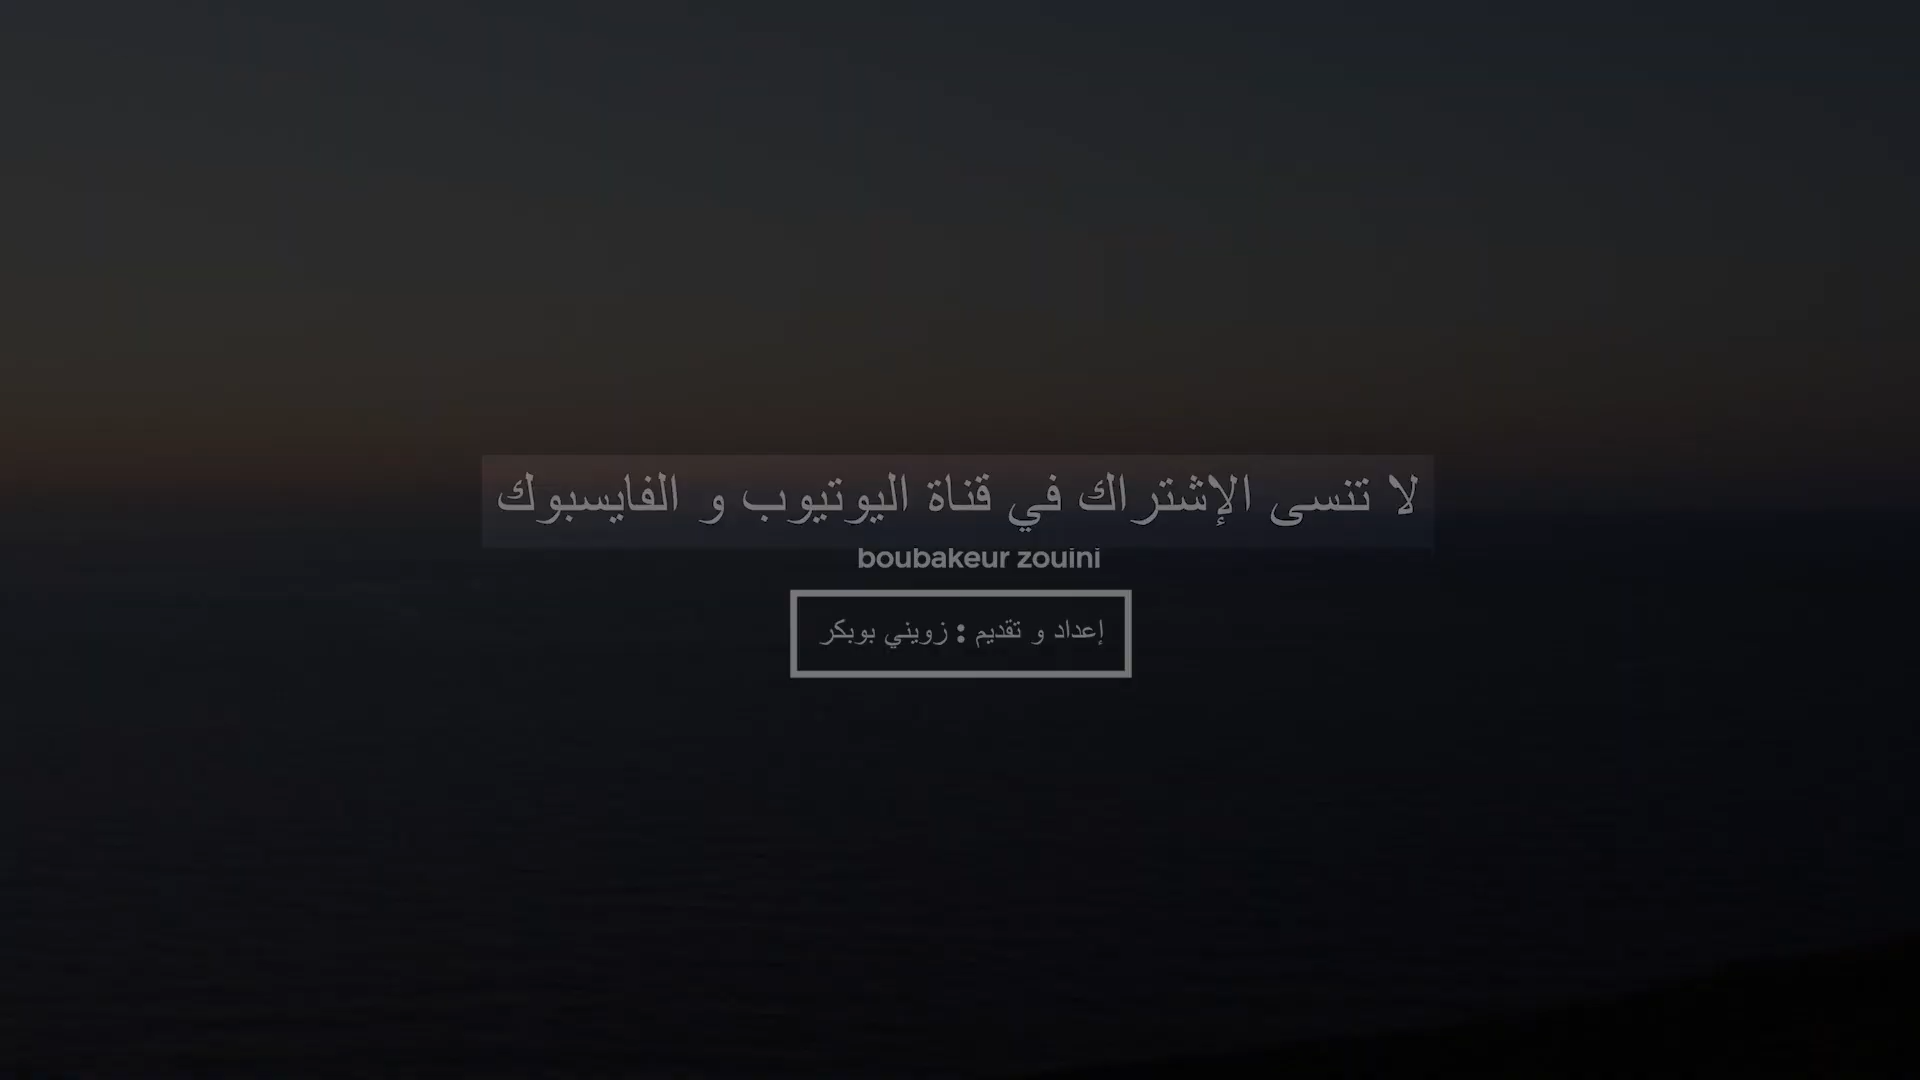 لا تنسى الإشتراك في قناة اليوتيوب و الفايسبوك
boubakeur zouini
إعداد و تقديم : زويني بوبكر